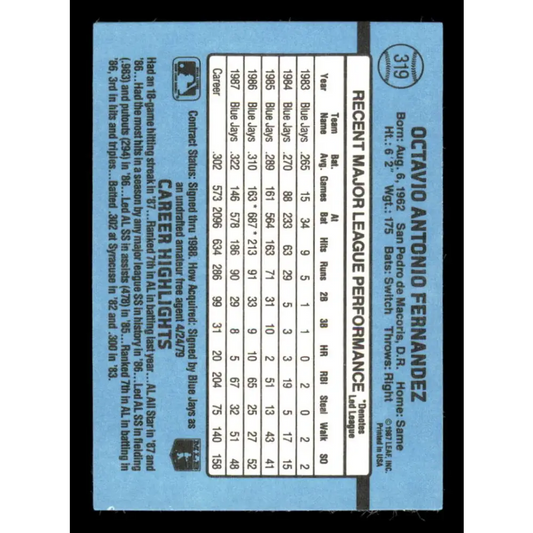 319
OCTAVIO ANTONIO FERNANDEZ
Born: Aug. 6, 1962 San Pedro de Macoris, D.R. Home: Same
Ht.: 6' 2" Wgt.: 175 Bats: Switch Throws: Right
©1987 LEAF, INC.
Printed in USA
RECENT MAJOR LEAGUE PERFORMANCE *Denotes Led League
Year Team Name Bat. Avg. Games At Bat Hits Runs 2B 3B HR RBI Steal Walk SO
1983 Blue Jays .265 15 34 9 5 1 1 0 2 0 2 2
1984 Blue Jays .270 88 233 63 29 5 3 3 19 5 17 15
1985 Blue Jays .289 161 564 163 71 31 10 2 51 13 43 41
1986 Blue Jays .310 163* 687* 213 91 33 9 10 65 25 27 52
1987 Blue Jays .322 146 578 186 90 29 8 5 67 32 51 48
Career .302 573 2096 634 286 99 31 20 204 75 140 158
Contract Status: Signed thru 1988. How Acquired: Signed by Blue Jays as
an undrafted amateur free agent 4/24/79
CAREER HIGHLIGHTS
Had an 18-game hitting streak in '87...Ranked 7th in AL in batting last year...AL All Star in '87 and
'86...Had the most hits in a season by any major league SS in history in '86...Led AL SS in fielding
(.983) and putouts (294) in '86...Led AL SS in assists (478) in '85...Ranked 7th in AL in batting in
'86, 3rd in hits and triples...Batted .302 at Syracuse in '82 and .300 in '83.